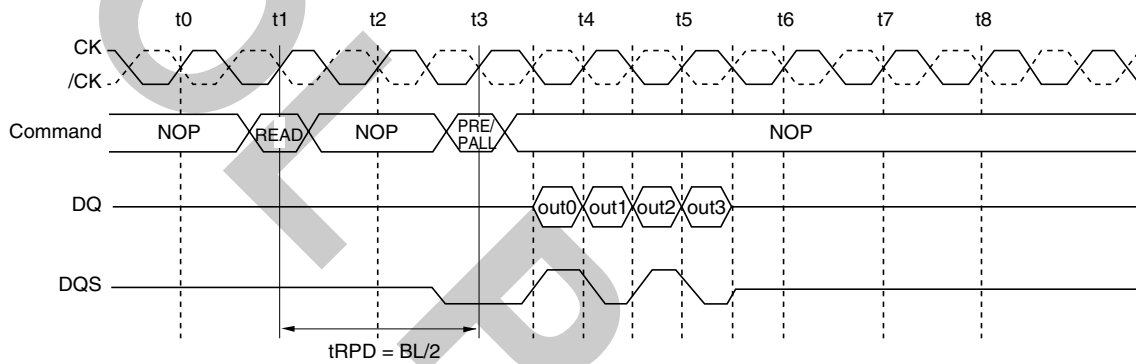 t0 t1 t2 t3 t4 t5 t6 t7 t8
CK
/CK
Command NOP READ NOP PRE/ PALL NOP
DQ out0 out1 out2 out3
DQS
tRPD = BL/2